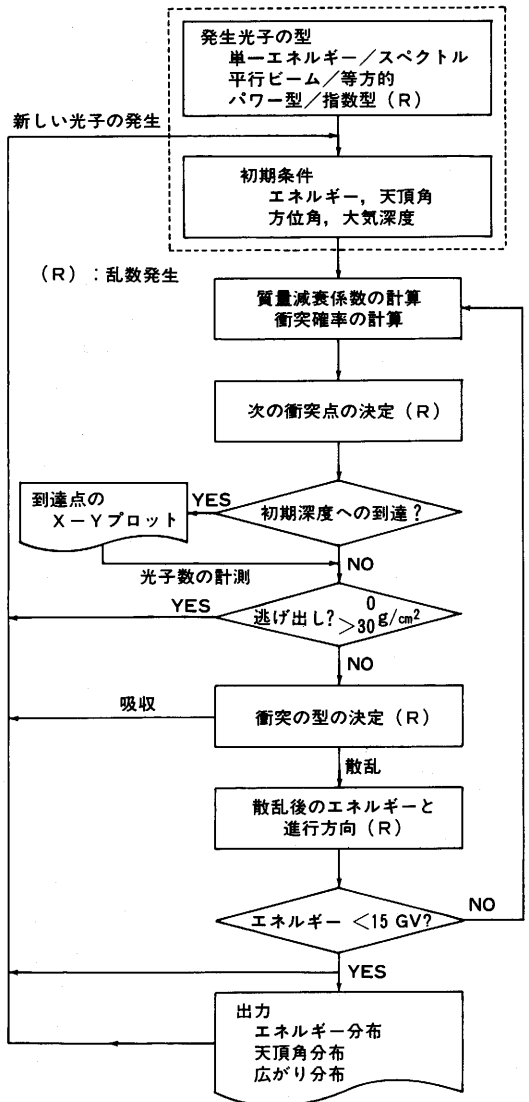 発生光子の型
単一エネルギー/スペクトル
平行ビーム/等方的
パワー型/指数型(R)
新しい光子の発生
初期条件
エネルギー,天頂角
方位角,大気深度
(R):乱数発生
質量減衰係数の計算
衝突確率の計算
次の衝突点の決定(R)
到達点の
X-Yプロット
YES
初期深度への到達?
光子数の計測
NO
YES
逃げ出し? 0
>30 g/cm²
NO
吸収
衝突の型の決定(R)
散乱
散乱後のエネルギーと
進行方向(R)
エネルギー <15 GV?
NO
YES
出力
エネルギー分布
天頂角分布
広がり分布